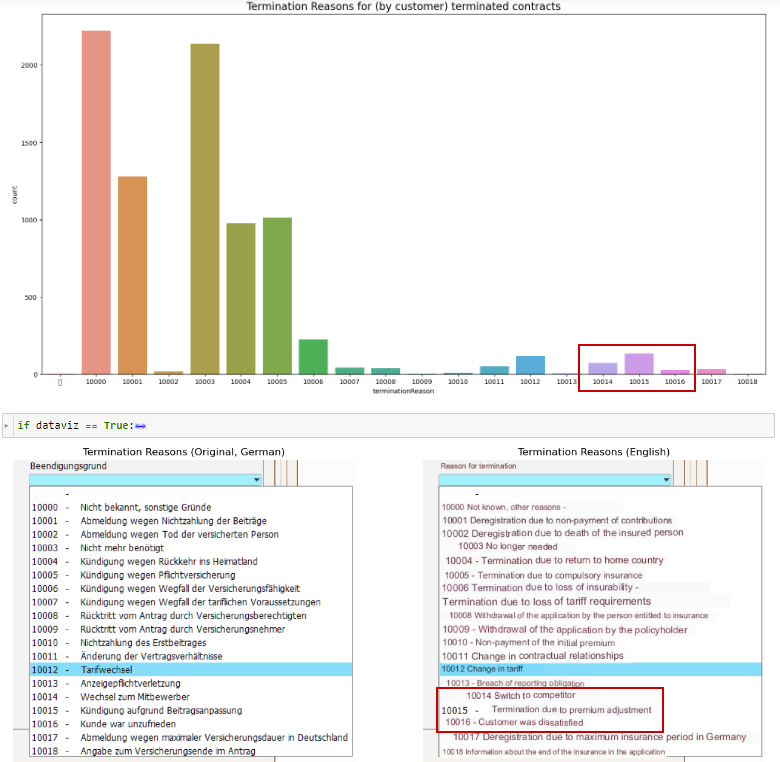 Termination Reasons for (by customer) terminated contracts
2000
1500
1000
500
0
count
10000 10001 10002 10003 10004 10005 10006 10007 10008 10009 10010 10011 10012 10013 10014 10015 10016 10017 10018
terminationReason
if dataviz == True:
Termination Reasons (Original, German)
Beendigungsgrund
-
10000 - Nicht bekannt, sonstige Gründe
10001 - Abmeldung wegen Nichtzahlung der Beiträge
10002 - Abmeldung wegen Tod der versicherten Person
10003 - Nicht mehr benötigt
10004 - Kündigung wegen Rückkehr ins Heimatland
10005 - Kündigung wegen Pflichtversicherung
10006 - Kündigung wegen Wegfall der Versicherungsfähigkeit
10007 - Kündigung wegen Wegfall der tariflichen Voraussetzungen
10008 - Rücktritt vom Antrag durch Versicherungsberechtigten
10009 - Rücktritt vom Antrag durch Versicherungsnehmer
10010 - Nichtzahlung des Erstbeitrages
10011 - Änderung der Vertragsverhältnisse
10012 - Tarifwechsel
10013 - Anzeigepflichtverletzung
10014 - Wechsel zum Mitbewerber
10015 - Kündigung aufgrund Beitragsanpassung
10016 - Kunde war unzufrieden
10017 - Abmeldung wegen maximaler Versicherungsdauer in Deutschland
10018 - Angabe zum Versicherungsende im Antrag
Termination Reasons (English)
Reason for termination
-
10000 Not known, other reasons -
10001 Deregistration due to non-payment of contributions
10002 Deregistration due to death of the insured person
10003 No longer needed
10004 - Termination due to return to home country
10005 - Termination due to compulsory insurance
10006 Termination due to loss of insurability -
Termination due to loss of tariff requirements
10008 Withdrawal of the application by the person entitled to insurance
10009 - Withdrawal of the application by the policyholder
10010 - Non-payment of the initial premium
10011 Change in contractual relationships
10012 Change in tariff
10013 - Breach of reporting obligation
10014 Switch to competitor
10015 - Termination due to premium adjustment
10016 - Customer was dissatisfied
10017 Deregistration due to maximum insurance period in Germany
10018 Information about the end of the insurance in the application